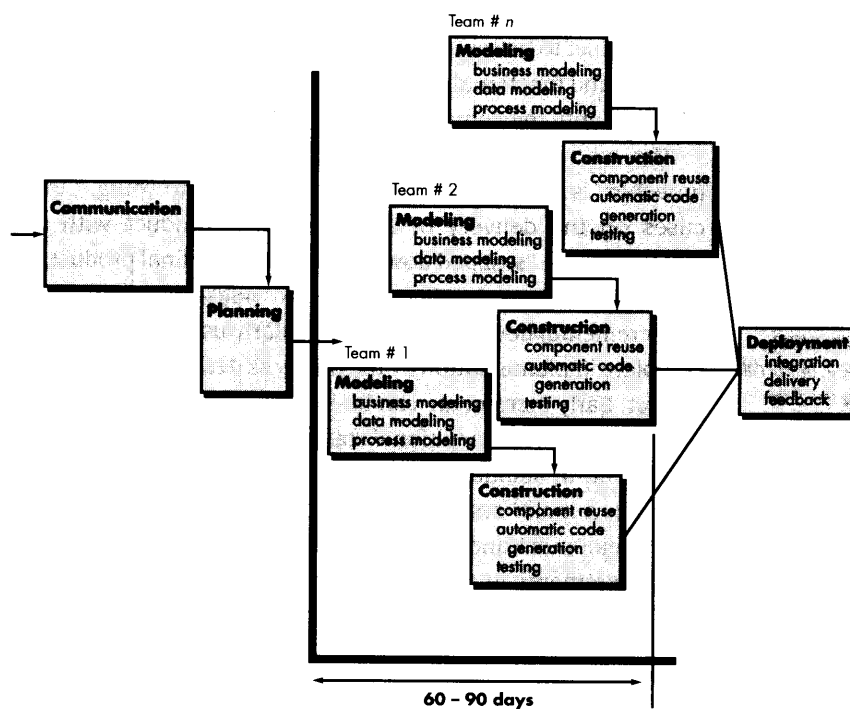 Team # n
Modeling
business modeling
data modeling
process modeling
Construction
component reuse
automatic code
generation
testing
Communication
Planning
Team # 2
Modeling
business modeling
data modeling
process modeling
Construction
component reuse
automatic code
generation
testing
Team # 1
Modeling
business modeling
data modeling
process modeling
Construction
component reuse
automatic code
generation
testing
Deployment
integration
delivery
feedback
60 – 90 days